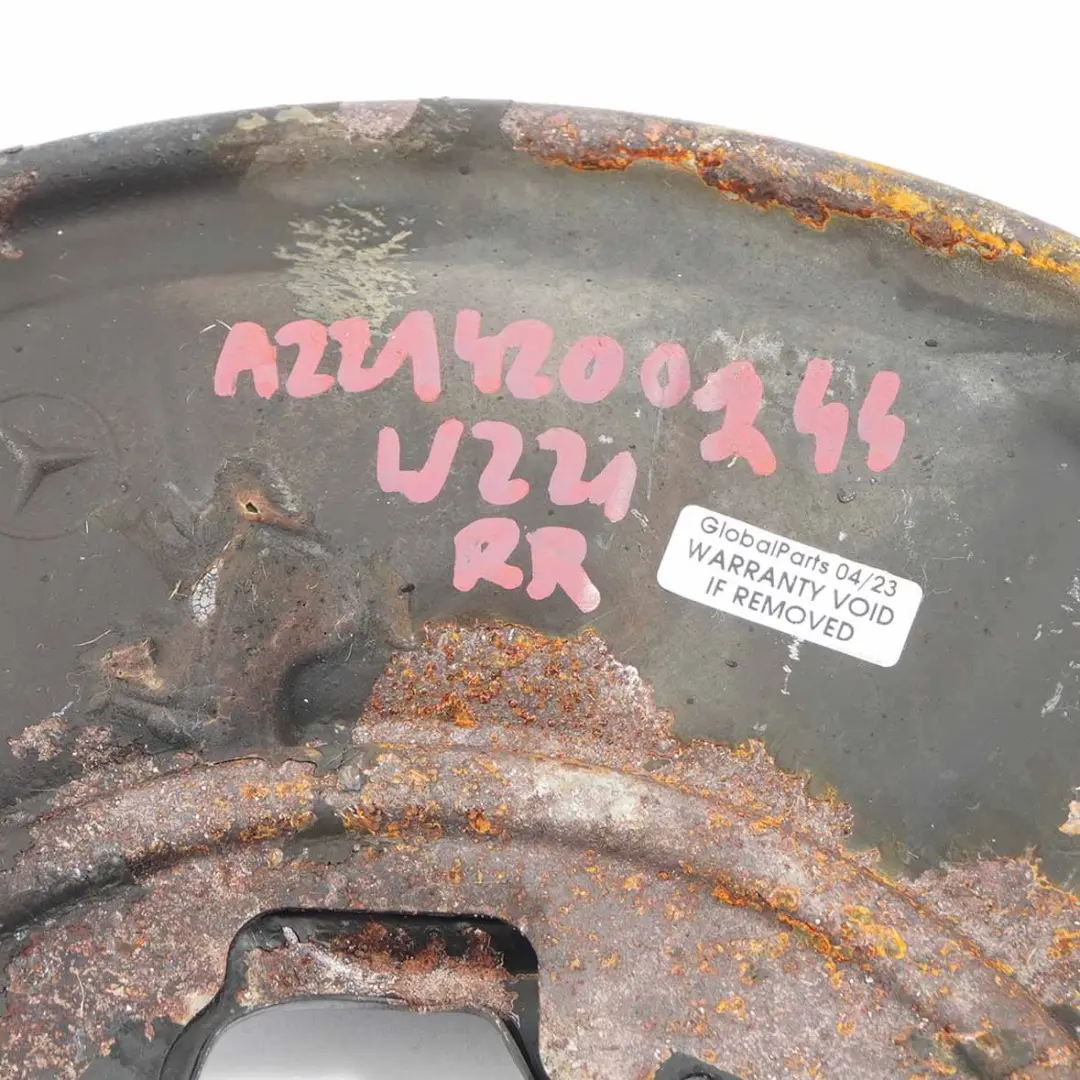 A2214200244
W221
RR
GlobalParts 04/23
WARRANTY VOID
IF REMOVED